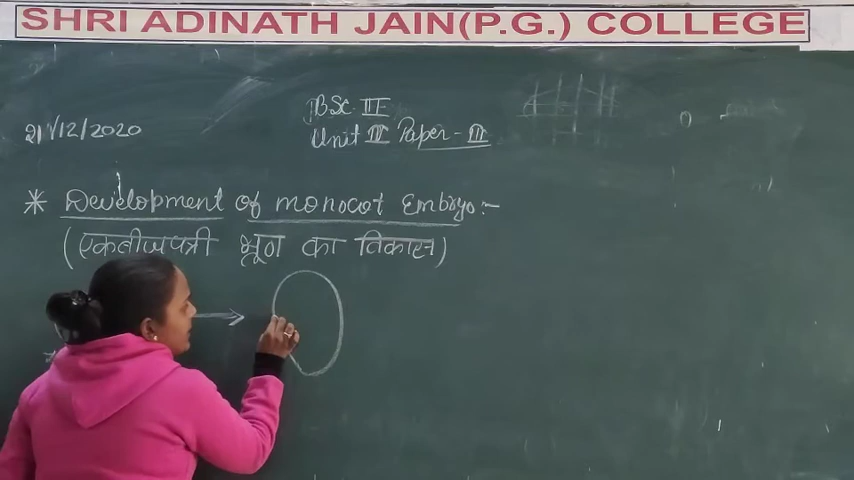 SHRI ADINATH JAIN(P.G.) COLLEGE
21/12/2020
BSc. III
Unit III Paper - III
* Development of monocot Embryo:-
(एकबीजपत्री भ्रूण का विकास)